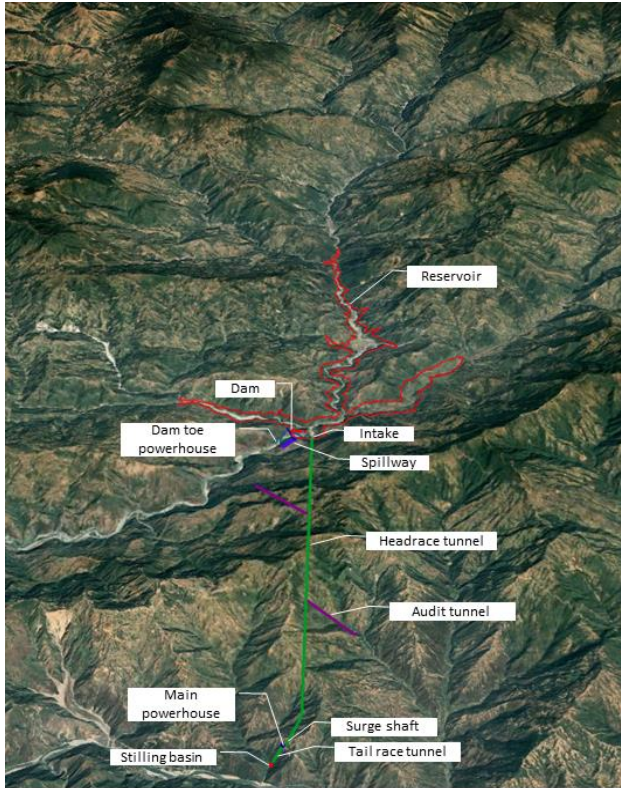 Reservoir
Dam
Dam toe
powerhouse
Intake
Spillway
Headrace tunnel
Audit tunnel
Main
powerhouse
Surge shaft
Tail race tunnel
Stilling basin